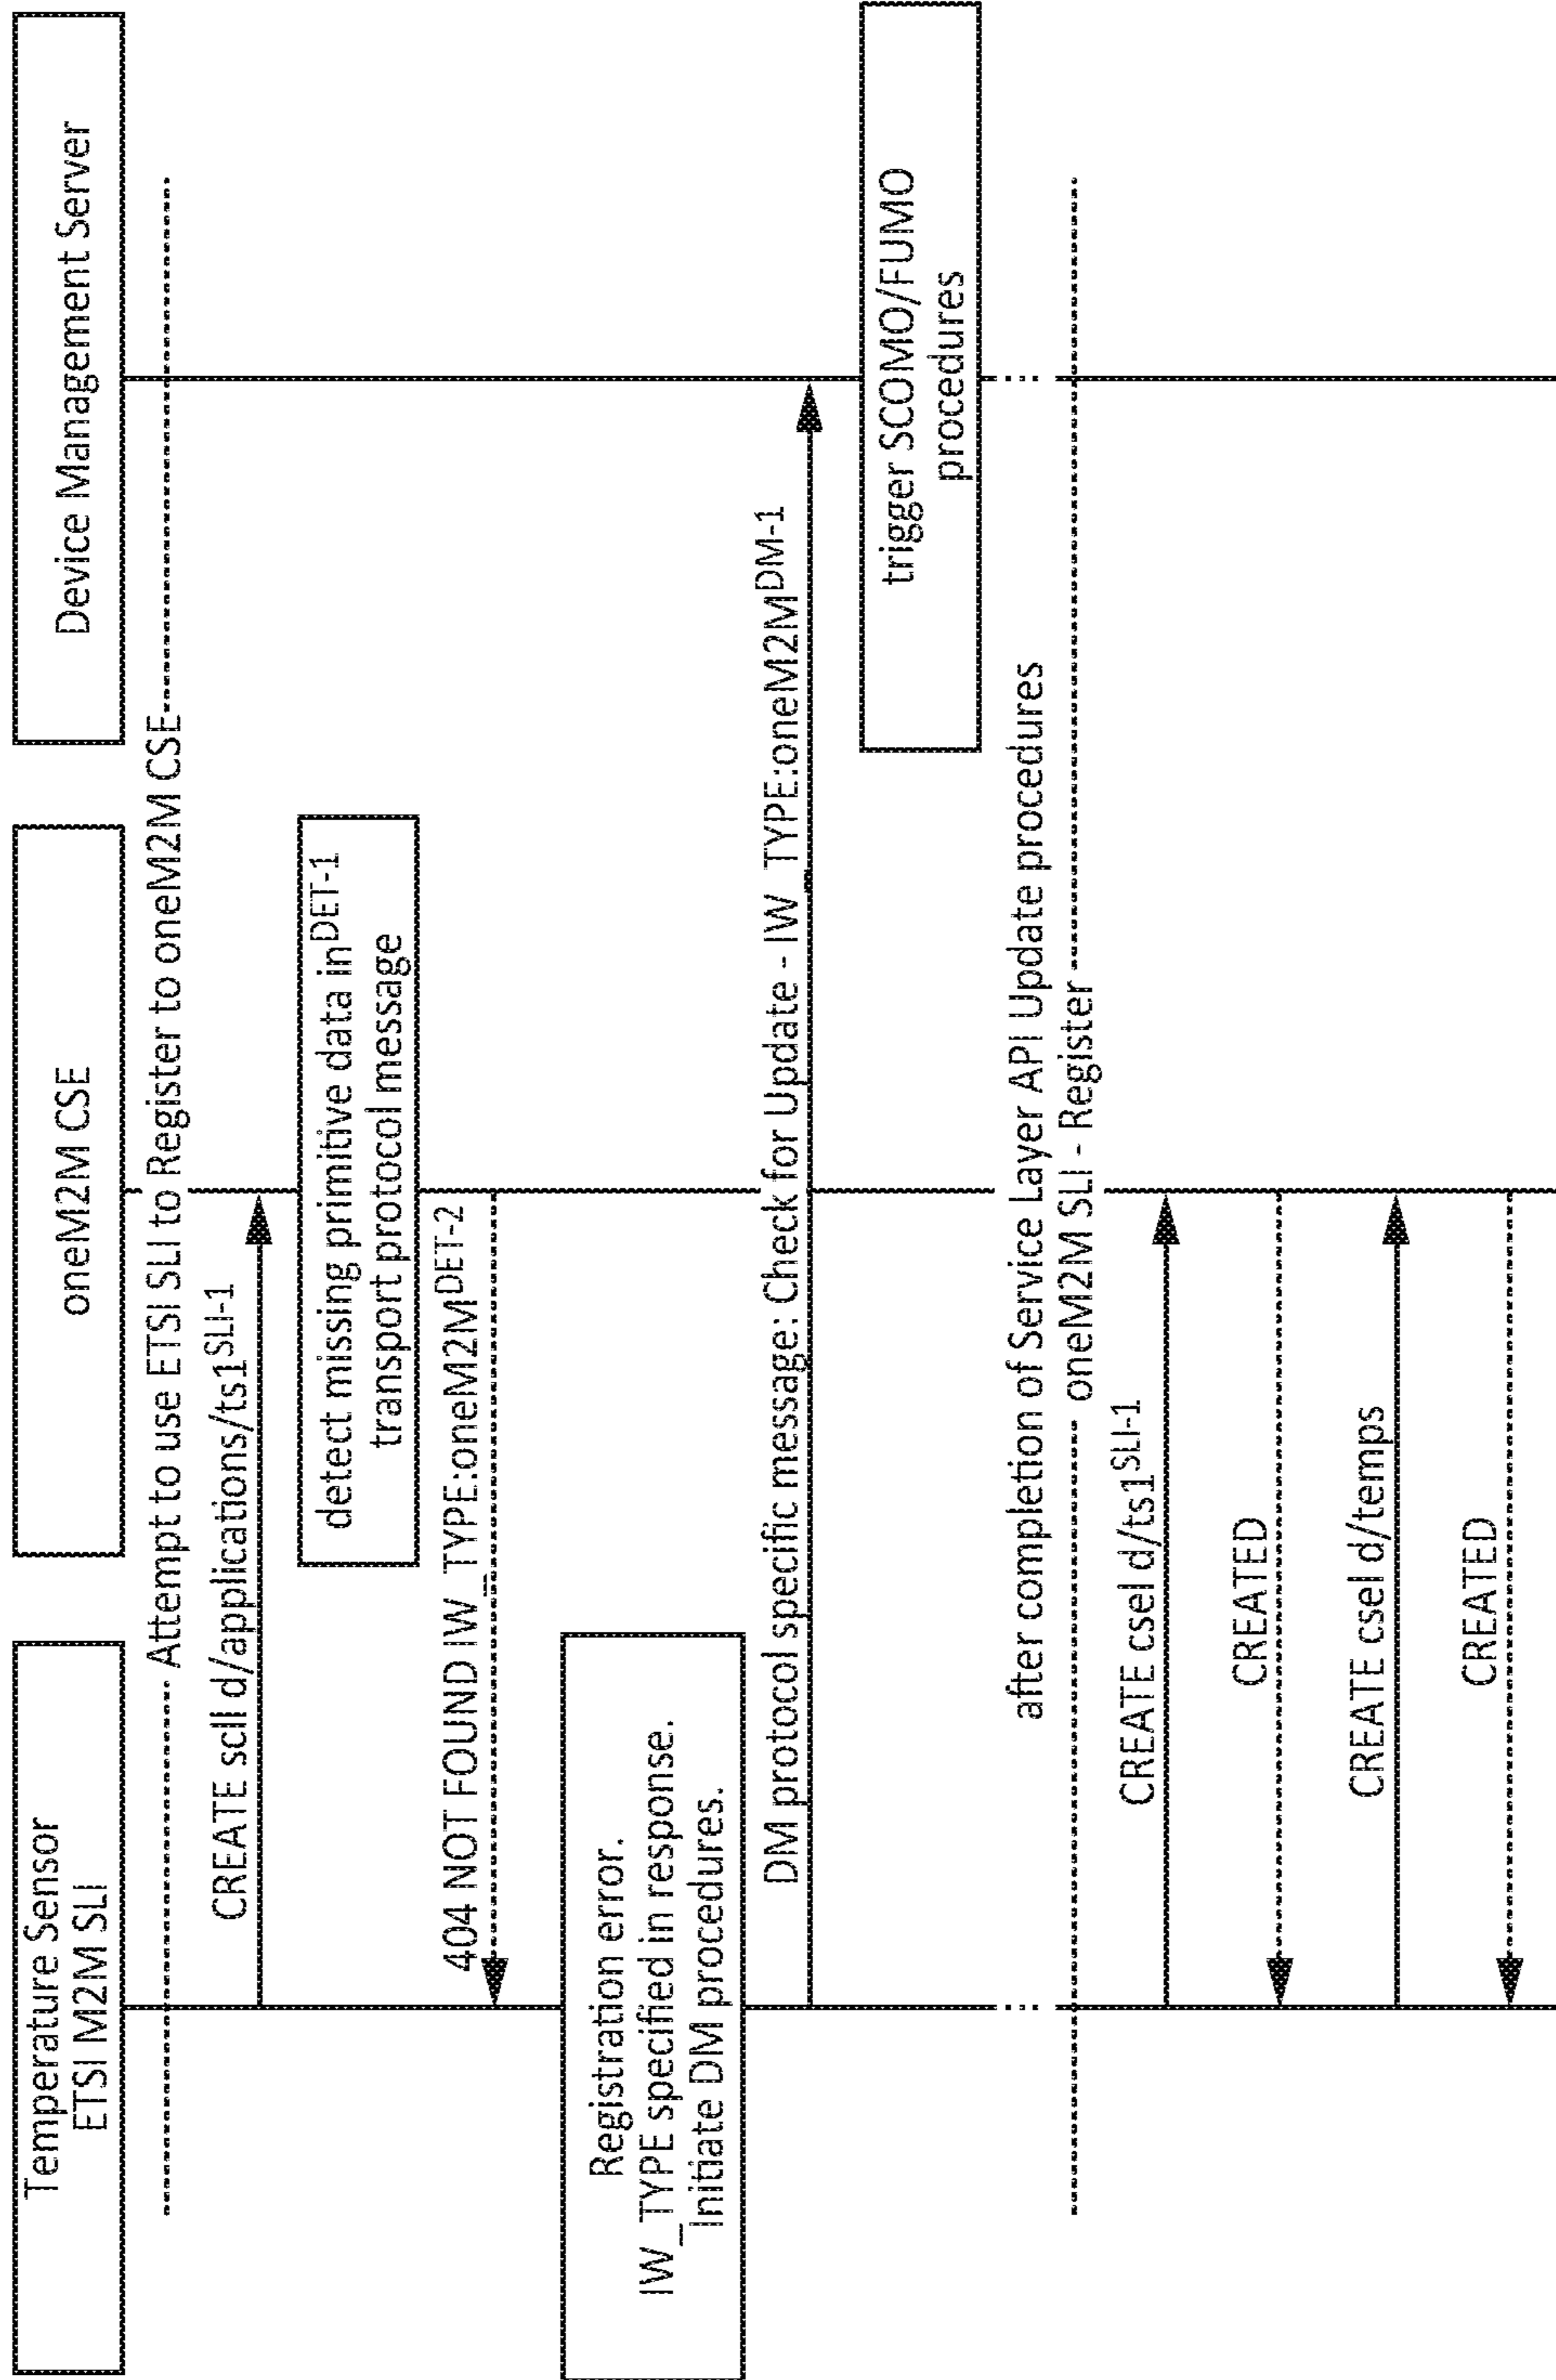 Temperature Sensor
ETSI M2M SLI
oneM2M CSE
Device Management Server
Attempt to use ETSI SLI to Register to oneM2M CSE
CREATE sclI d/applications/ts1SLI-1
detect missing primitive data inDET-1
transport protocol message
404 NOT FOUND IW_TYPE:oneM2MDET-2
Registration error.
IW_TYPE specified in response.
Initiate DM procedures.
DM protocol specific message: Check for Update - IW_TYPE:oneM2MDM-1
trigger SCOMO/FUMO
procedures
after completion of Service Layer API Update procedures
oneM2M SLI - Register
CREATE cseI d/ts1SLI-1
CREATED
CREATE cseI d/temps
CREATED